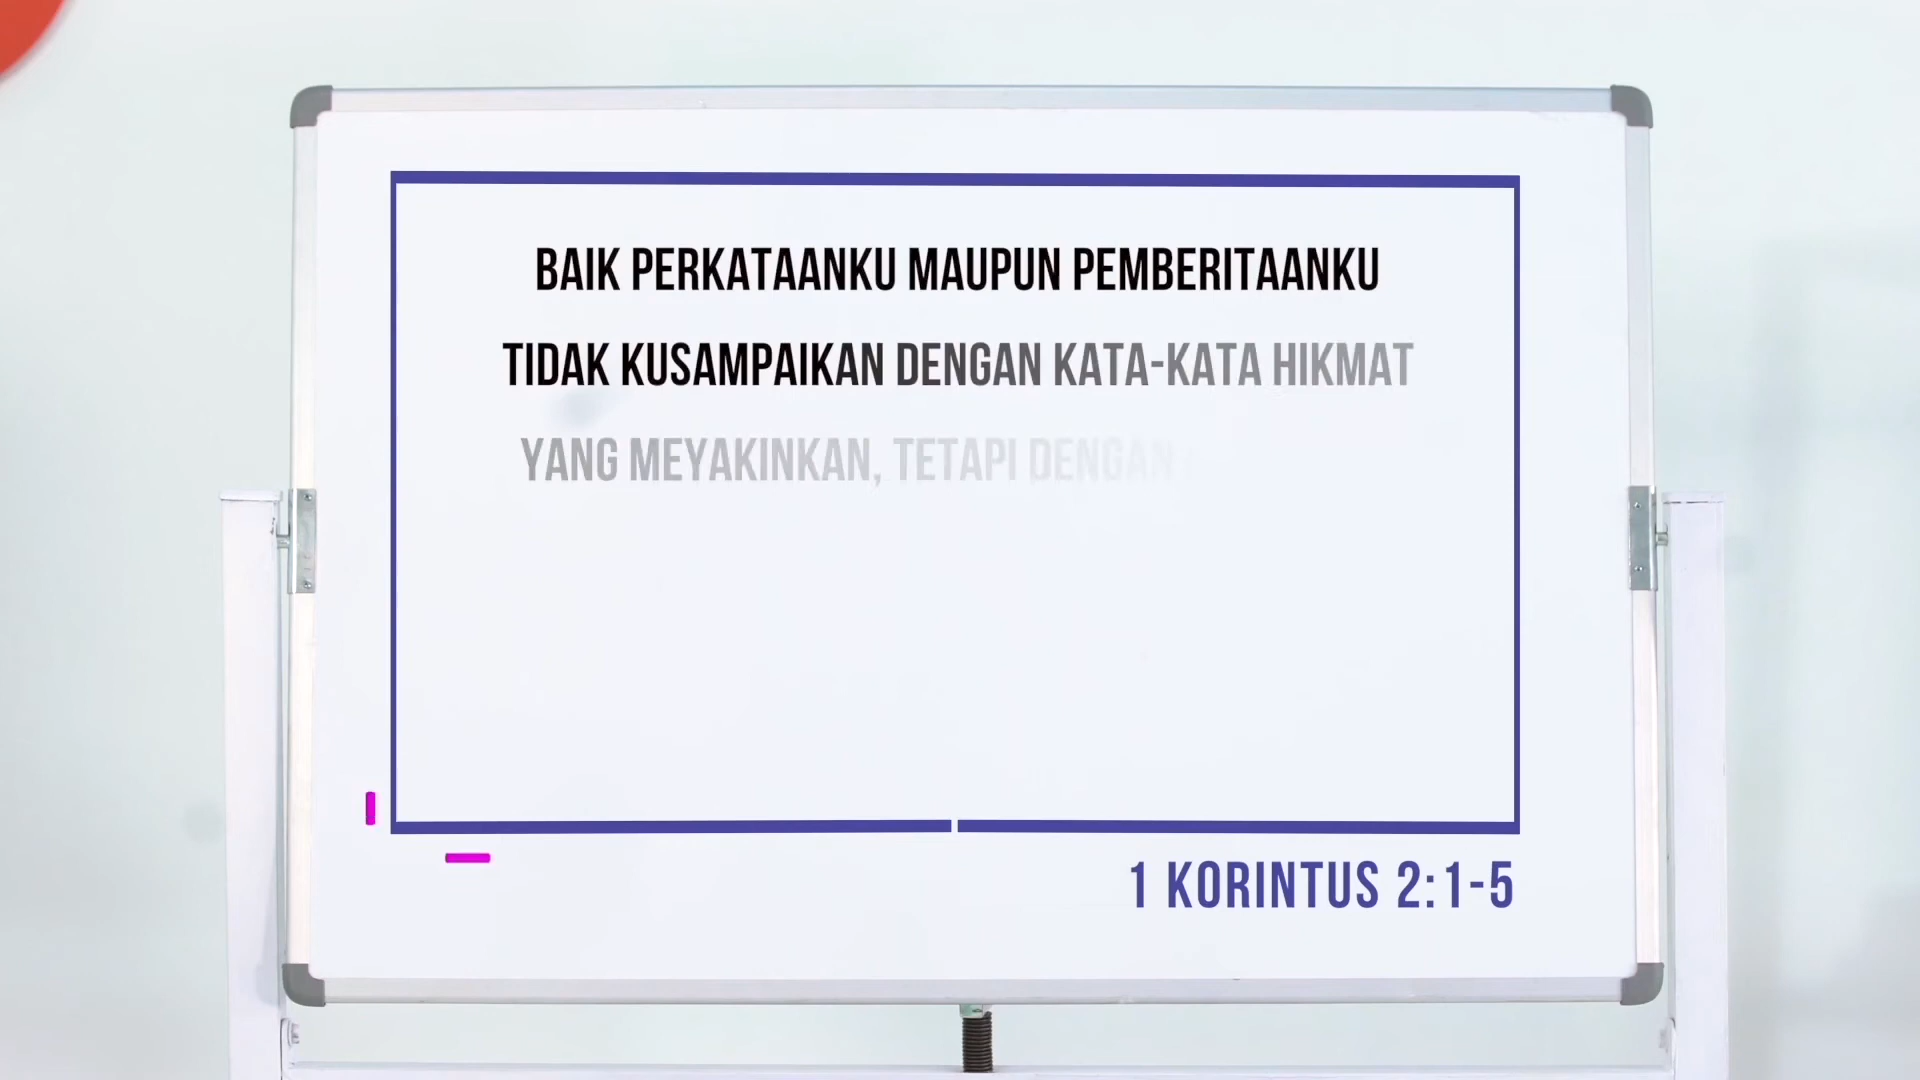 BAIK PERKATAANKU MAUPUN PEMBERITAANKU
TIDAK KUSAMPAIKAN DENGAN KATA-KATA HIKMAT
YANG MEYAKINKAN, TETAPI DENGAN
1 KORINTUS 2:1-5